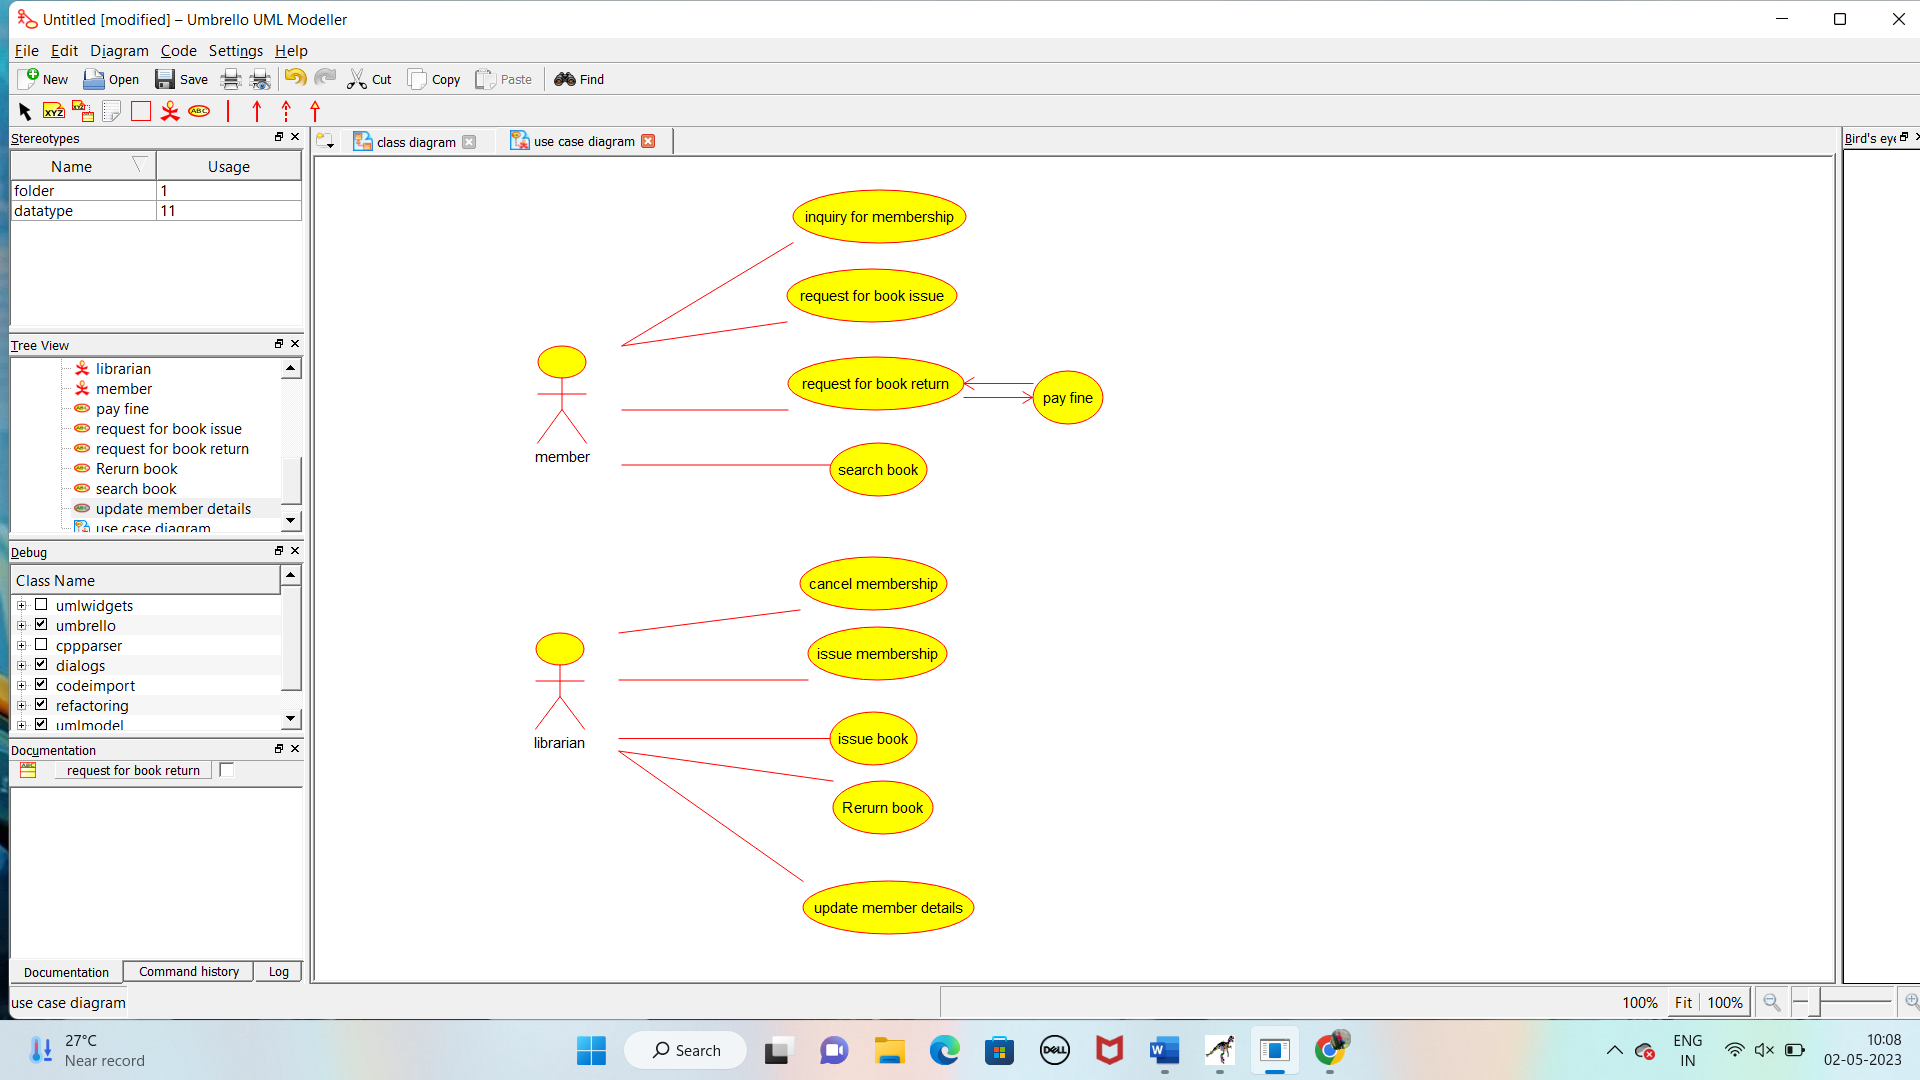 Untitled [modified] – Umbrello UML Modeller
File Edit Diagram Code Settings Help
New Open Save Cut Copy Paste Find
XYZ XYZ ABC
Stereotypes
Name Usage
folder 1
datatype 11
Tree View
librarian
member
pay fine
request for book issue
request for book return
Rerurn book
search book
update member details
use case diagram
Debug
Class Name
umlwidgets
umbrello
cppparser
dialogs
codeimport
refactoring
umlmodel
Documentation
request for book return
Documentation Command history Log
use case diagram
class diagram use case diagram
inquiry for membership
request for book issue
request for book return
pay fine
member
search book
cancel membership
issue membership
librarian
issue book
Rerurn book
update member details
Bird's eye
100% Fit 100%
27°C
Near record
Search
DELL
W
ENG
IN
10:08
02-05-2023